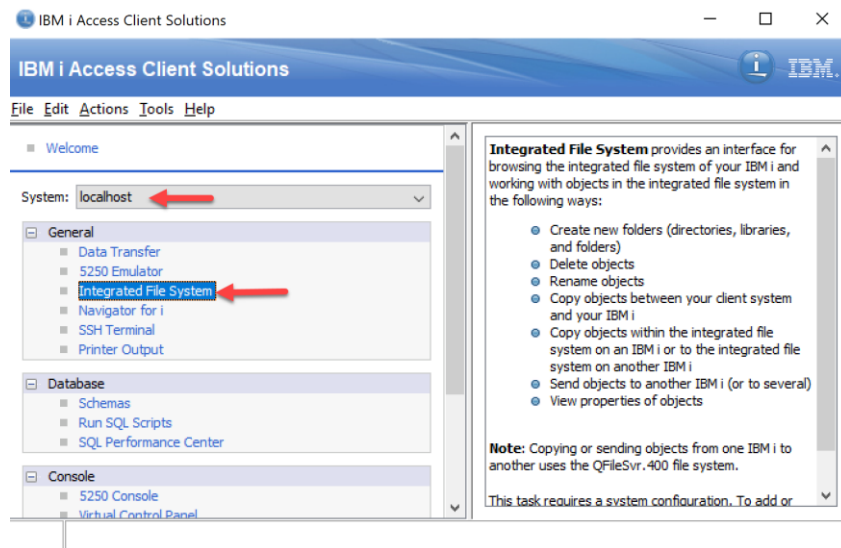 IBM i Access Client Solutions
IBM i Access Client Solutions
IBM.
File Edit Actions Tools Help
Welcome
System: localhost
General
Data Transfer
5250 Emulator
Integrated File System
Navigator for i
SSH Terminal
Printer Output
Database
Schemas
Run SQL Scripts
SQL Performance Center
Console
5250 Console
Virtual Control Panel
Integrated File System provides an interface for
browsing the integrated file system of your IBM i and
working with objects in the integrated file system in
the following ways:
Create new folders (directories, libraries,
and folders)
Delete objects
Rename objects
Copy objects between your client system
and your IBM i
Copy objects within the integrated file
system on an IBM i or to the integrated file
system on another IBM i
Send objects to another IBM i (or to several)
View properties of objects
Note: Copying or sending objects from one IBM i to
another uses the QFileSvr.400 file system.
This task requires a system configuration. To add or